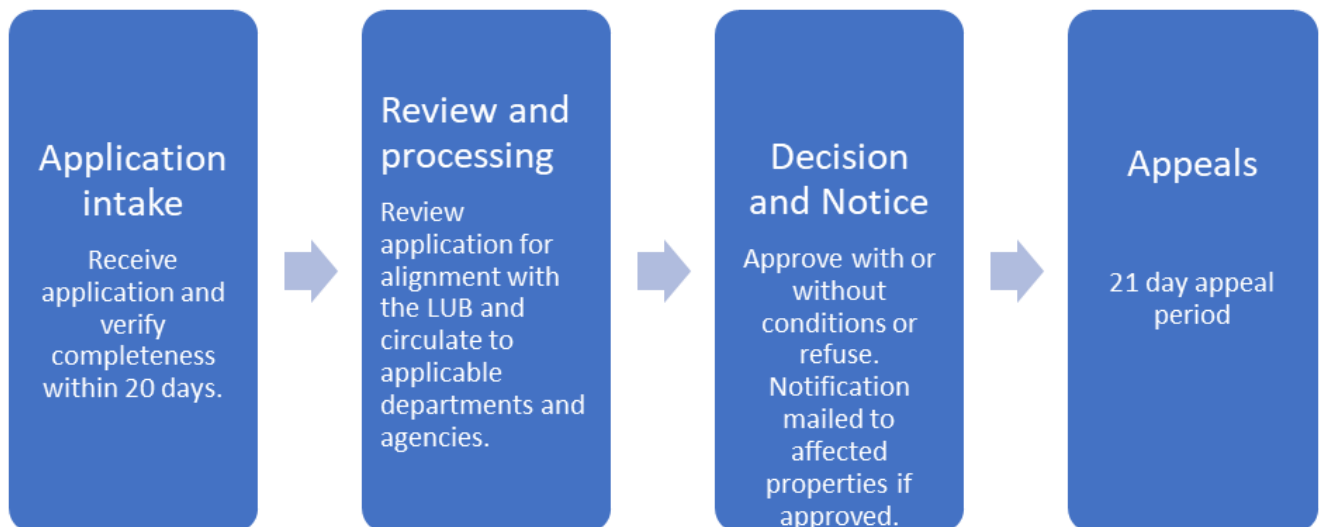 Application
intake
Receive
application and
verify
completeness
within 20 days.
Review and
processing
Review
application for
alignment with
the LUB and
circulate to
applicable
departments and
agencies.
Decision
and Notice
Approve with or
without
conditions or
refuse.
Notification
mailed to
affected
properties if
approved.
Appeals
21 day appeal
period